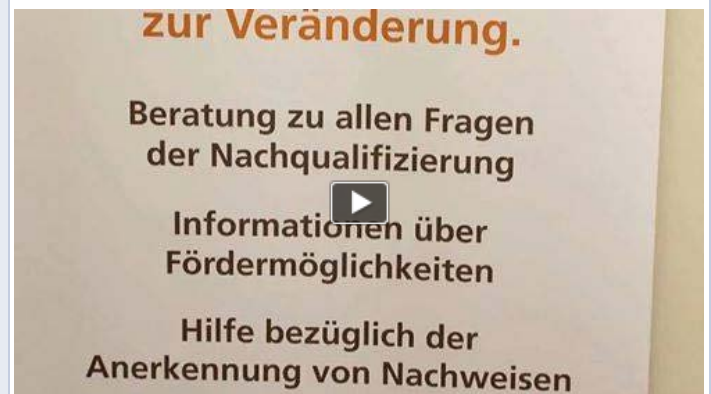 zur Veränderung.
Beratung zu allen Fragen
der Nachqualifizierung
Informationen über
Fördermöglichkeiten
Hilfe bezüglich der
Anerkennung von Nachweisen